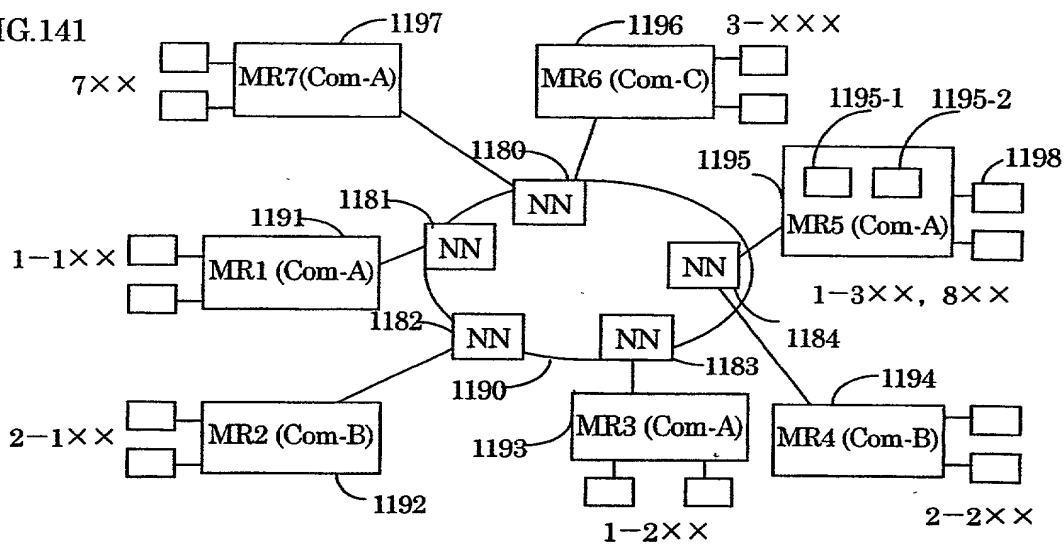 IG.141
1197
1196
3-×××
7××
MR7(Com-A)
MR6 (Com-C)
1195-1
1195-2
1180
1195
1198
NN
1181
1191
NN
MR5 (Com-A)
1-1××
MR1 (Com-A)
NN
1-3××, 8××
1182
NN
NN
1184
1183
1190
1194
2-1××
MR2 (Com-B)
1193
MR3 (Com-A)
MR4 (Com-B)
1192
1-2××
2-2××